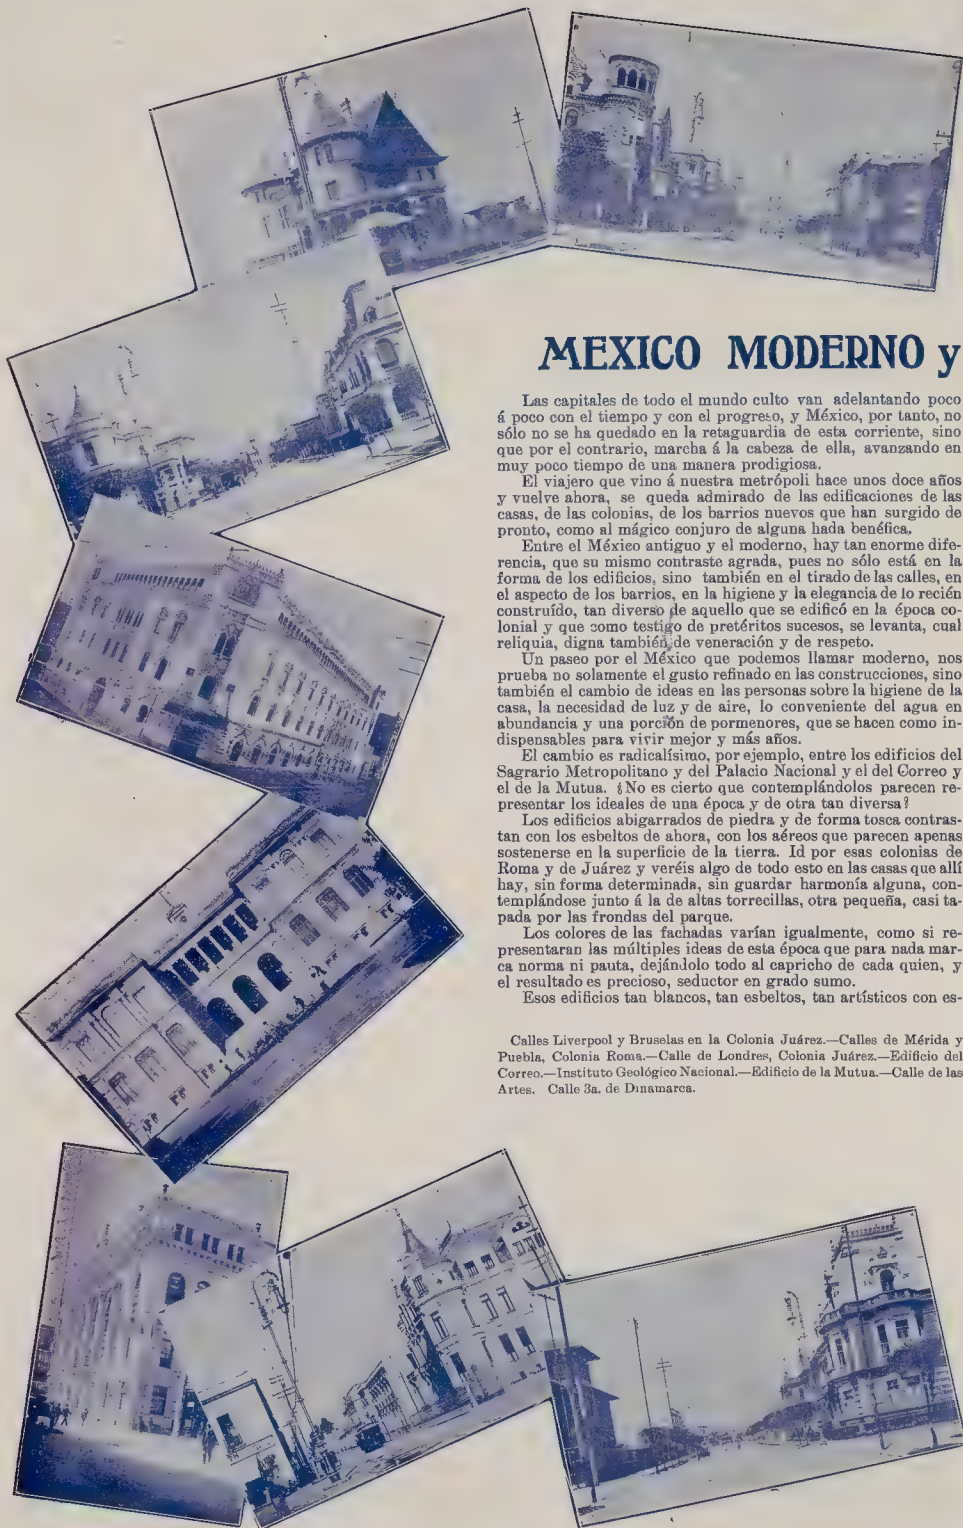 MEXICO MODERNO y
Las capitales de todo el mundo culto van adelantando poco
á poco con el tiempo y con el progreso, y México, por tanto, no
sólo no se ha quedado en la retaguardia de esta corriente, sino
que por el contrario, marcha á la cabeza de ella, avanzando en
muy poco tiempo de una manera prodigiosa.
El viajero que vino á nuestra metrópoli hace unos doce años
y vuelve ahora, se queda admirado de las edificaciones de las
casas, de las colonias, de los barrios nuevos que han surgido de
pronto, como al mágico conjuro de alguna hada benéfica.
Entre el México antiguo y el moderno, hay tan enorme dife-
rencia, que su mismo contraste agrada, pues no sólo está en la
forma de los edificios, sino también en el tirado de las calles, en
el aspecto de los barrios, en la higiene y la elegancia de lo recién
construído, tan diverso de aquello que se edificó en la época co-
lonial y que como testigo de pretéritos sucesos, se levanta, cual
reliquia, digna también de veneración y de respeto.
Un paseo por el México que podemos llamar moderno, nos
prueba no solamente el gusto refinado en las construcciones, sino
también el cambio de ideas en las personas sobre la higiene de la
casa, la necesidad de luz y de aire, lo conveniente del agua en
abundancia y una porción de pormenores, que se hacen como in-
dispensables para vivir mejor y más años.
El cambio es radicalísimo, por ejemplo, entre los edificios del
Sagrario Metropolitano y del Palacio Nacional y el del Correo y
el de la Mutua. ¿No es cierto que contemplándolos parecen re-
presentar los ideales de una época y de otra tan diversa?
Los edificios abigarrados de piedra y de forma tosca contras-
tan con los esbeltos de ahora, con los aéreos que parecen apenas
sostenerse en la superficie de la tierra. Id por esas colonias de
Roma y de Juárez y veréis algo de todo esto en las casas que allí
hay, sin forma determinada, sin guardar harmonía alguna, con-
templándose junto á la de altas torrecillas, otra pequeña, casi ta-
pada por las frondas del parque.
Los colores de las fachadas varían igualmente, como si re-
presentaran las múltiples ideas de esta época que para nada mar-
ca norma ni pauta, dejándolo todo al capricho de cada quien, y
el resultado es precioso, seductor en grado sumo.
Esos edificios tan blancos, tan esbeltos, tan artísticos con es-
Calles Liverpool y Bruselas en la Colonia Juárez.—Calles de Mérida y
Puebla, Colonia Roma.—Calle de Londres, Colonia Juárez.—Edificio del
Correo.—Instituto Geológico Nacional.—Edificio de la Mutua.—Calle de las
Artes. Calle 3a. de Dinamarca.